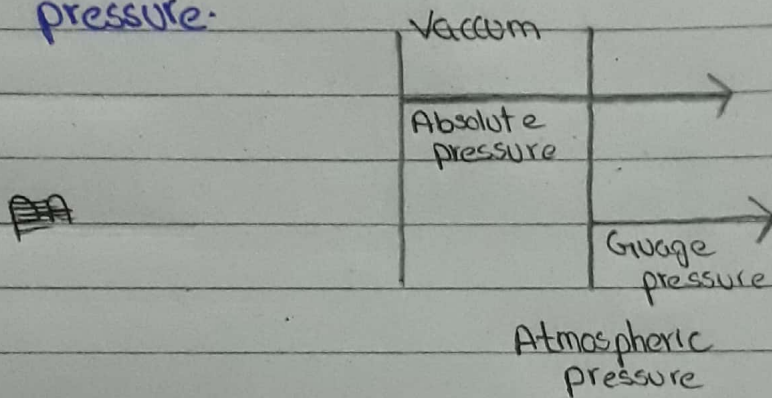 pressure.
Vaccum
Absolute
pressure
Guage
pressure
Atmospheric
pressure